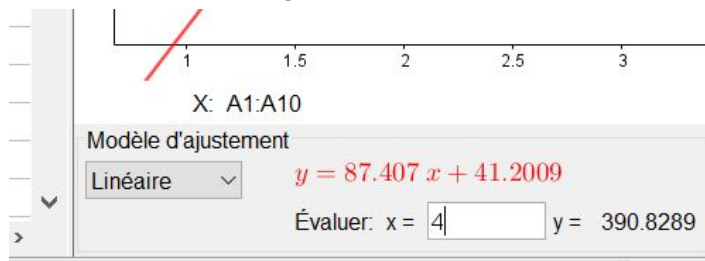 1 1.5 2 2.5 3
X: A1:A10
Modèle d'ajustement
Linéaire y = 87.407 x + 41.2009
Évaluer: x = 4 y = 390.8289